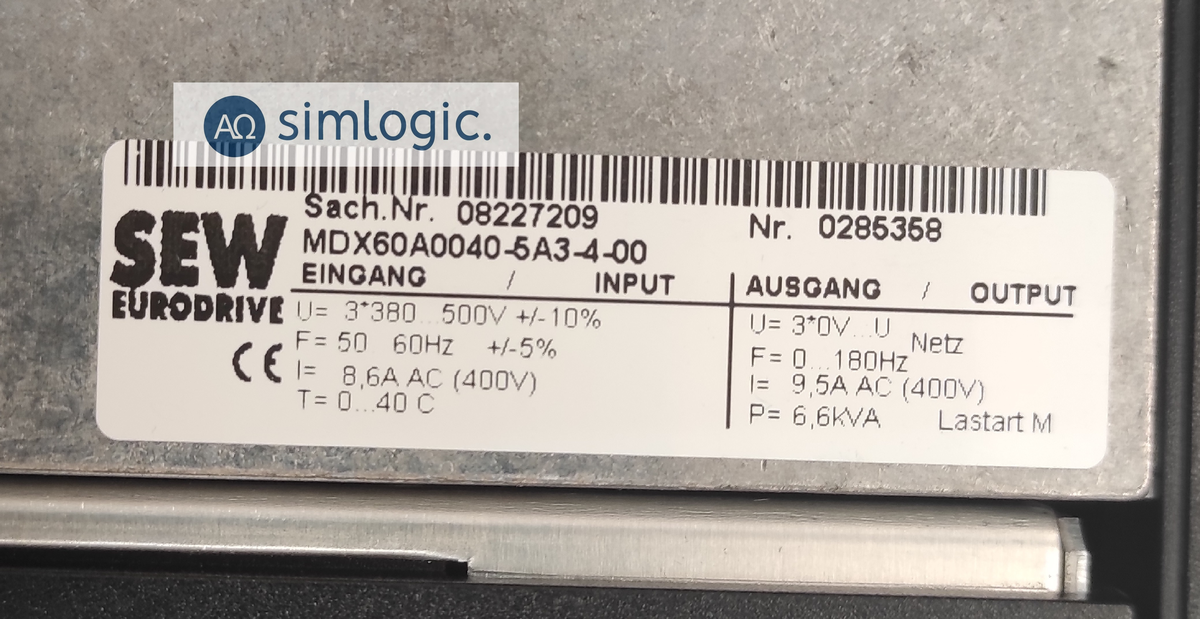 ΑΩ simlogic.
Sach.Nr. 08227209 Nr. 0285358
MDX60A0040-5A3-4-00
SEW
EURODRIVE
CE
EINGANG / INPUT
U= 3*380...500V +/-10%
F= 50 60Hz +/-5%
I= 8,6A AC (400V)
T= 0...40 C
AUSGANG / OUTPUT
U= 3*0V...U Netz
F= 0...180Hz
I= 9,5A AC (400V)
P= 6,6KVA Lastart M